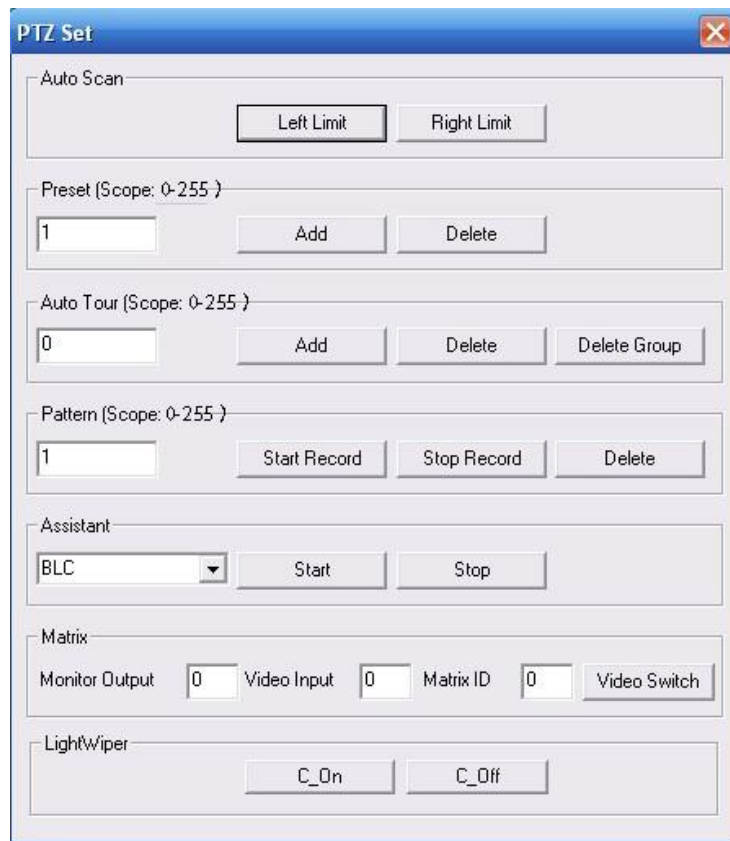 PTZ Set
Auto Scan
Left Limit Right Limit
Preset (Scope: 0-255 )
1 Add Delete
Auto Tour (Scope: 0-255 )
0 Add Delete Delete Group
Pattern (Scope: 0-255 )
1 Start Record Stop Record Delete
Assistant
BLC Start Stop
Matrix
Monitor Output 0 Video Input 0 Matrix ID 0 Video Switch
LightWiper
C_On C_Off